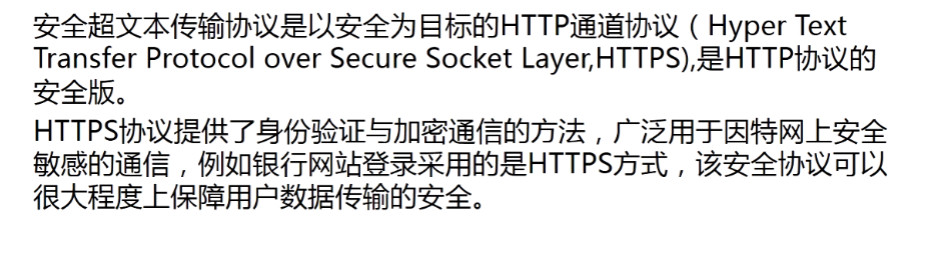 安全超文本传输协议是以安全为目标的HTTP通道协议（Hyper Text
Transfer Protocol over Secure Socket Layer,HTTPS),是HTTP协议的
安全版。
HTTPS协议提供了身份验证与加密通信的方法，广泛用于因特网上安全
敏感的通信，例如银行网站登录采用的是HTTPS方式，该安全协议可以
很大程度上保障用户数据传输的安全。